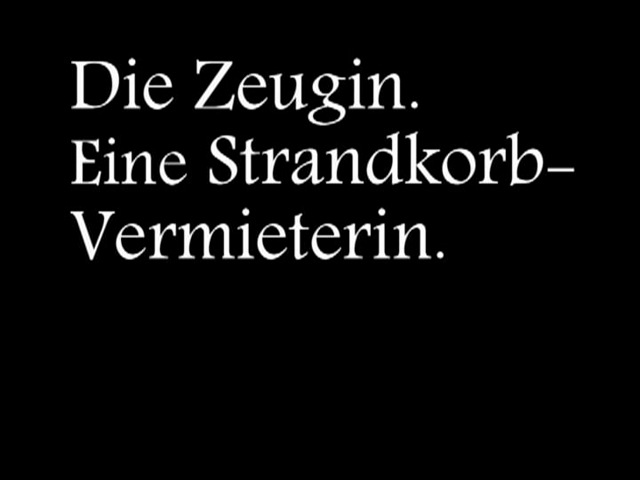 Die Zeugin.
Eine Strandkorb-
Vermieterin.